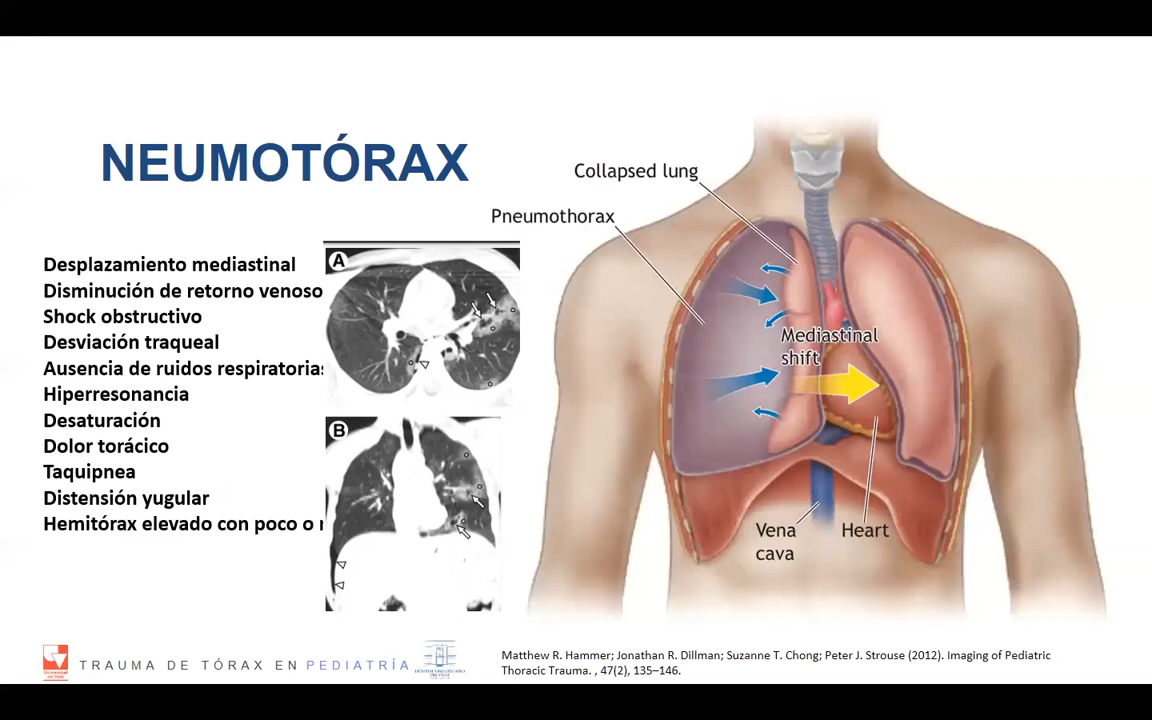 NEUMOTÓRAX
Desplazamiento mediastinal
Disminución de retorno venoso
Shock obstructivo
Desviación traqueal
Ausencia de ruidos respiratorias
Hiperresonancia
Desaturación
Dolor torácico
Taquipnea
Distensión yugular
Hemitórax elevado con poco o
A
B
Collapsed lung
Pneumothorax
Mediastinal
shift
Vena
cava
Heart
TRAUMA DE TÓRAX EN PEDIATRÍA
Matthew R. Hammer; Jonathan R. Dillman; Suzanne T. Chong; Peter J. Strouse (2012). Imaging of Pediatric
Thoracic Trauma. , 47(2), 135–146.